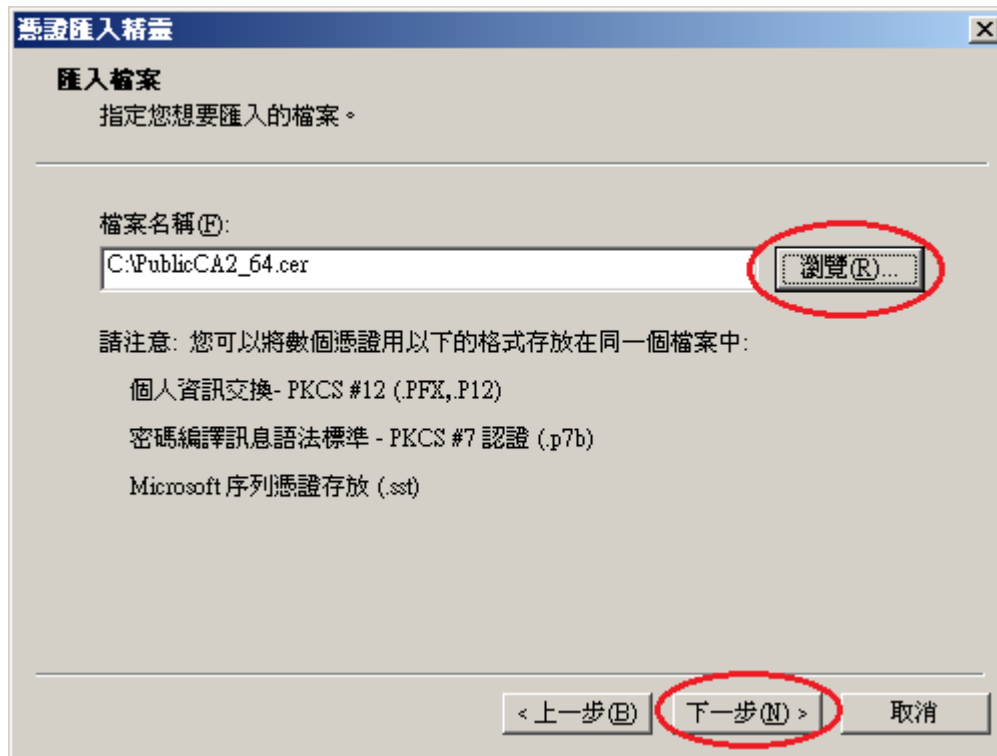 憑證匯入精靈
匯入檔案
指定您想要匯入的檔案。
檔案名稱(F):
C:\PublicCA2_64.cer
瀏覽(R)...
請注意: 您可以將數個憑證用以下的格式存放在同一個檔案中:
個人資訊交換- PKCS #12 (.PFX,.P12)
密碼編譯訊息語法標準 - PKCS #7 認證 (.p7b)
Microsoft 序列憑證存放 (.sst)
< 上一步(B)
下一步(N) >
取消